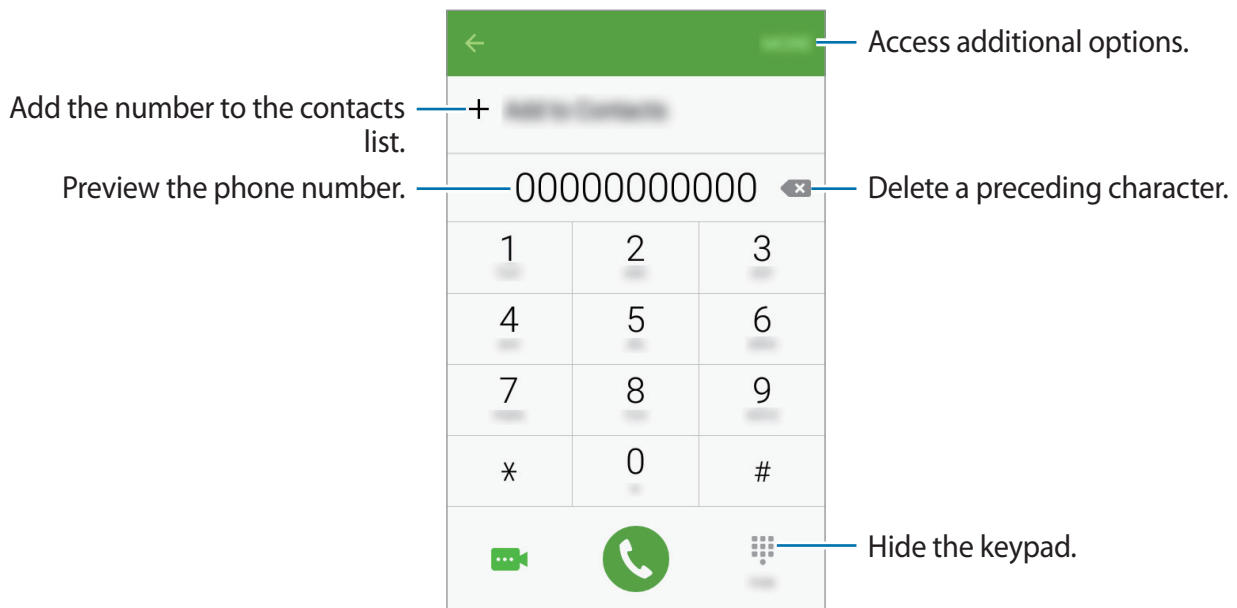 Access additional options.
Add the number to the contacts
list.
Preview the phone number.
00000000000
Delete a preceding character.
1
2
3
4
5
6
7
8
9
*
0
#
Hide the keypad.